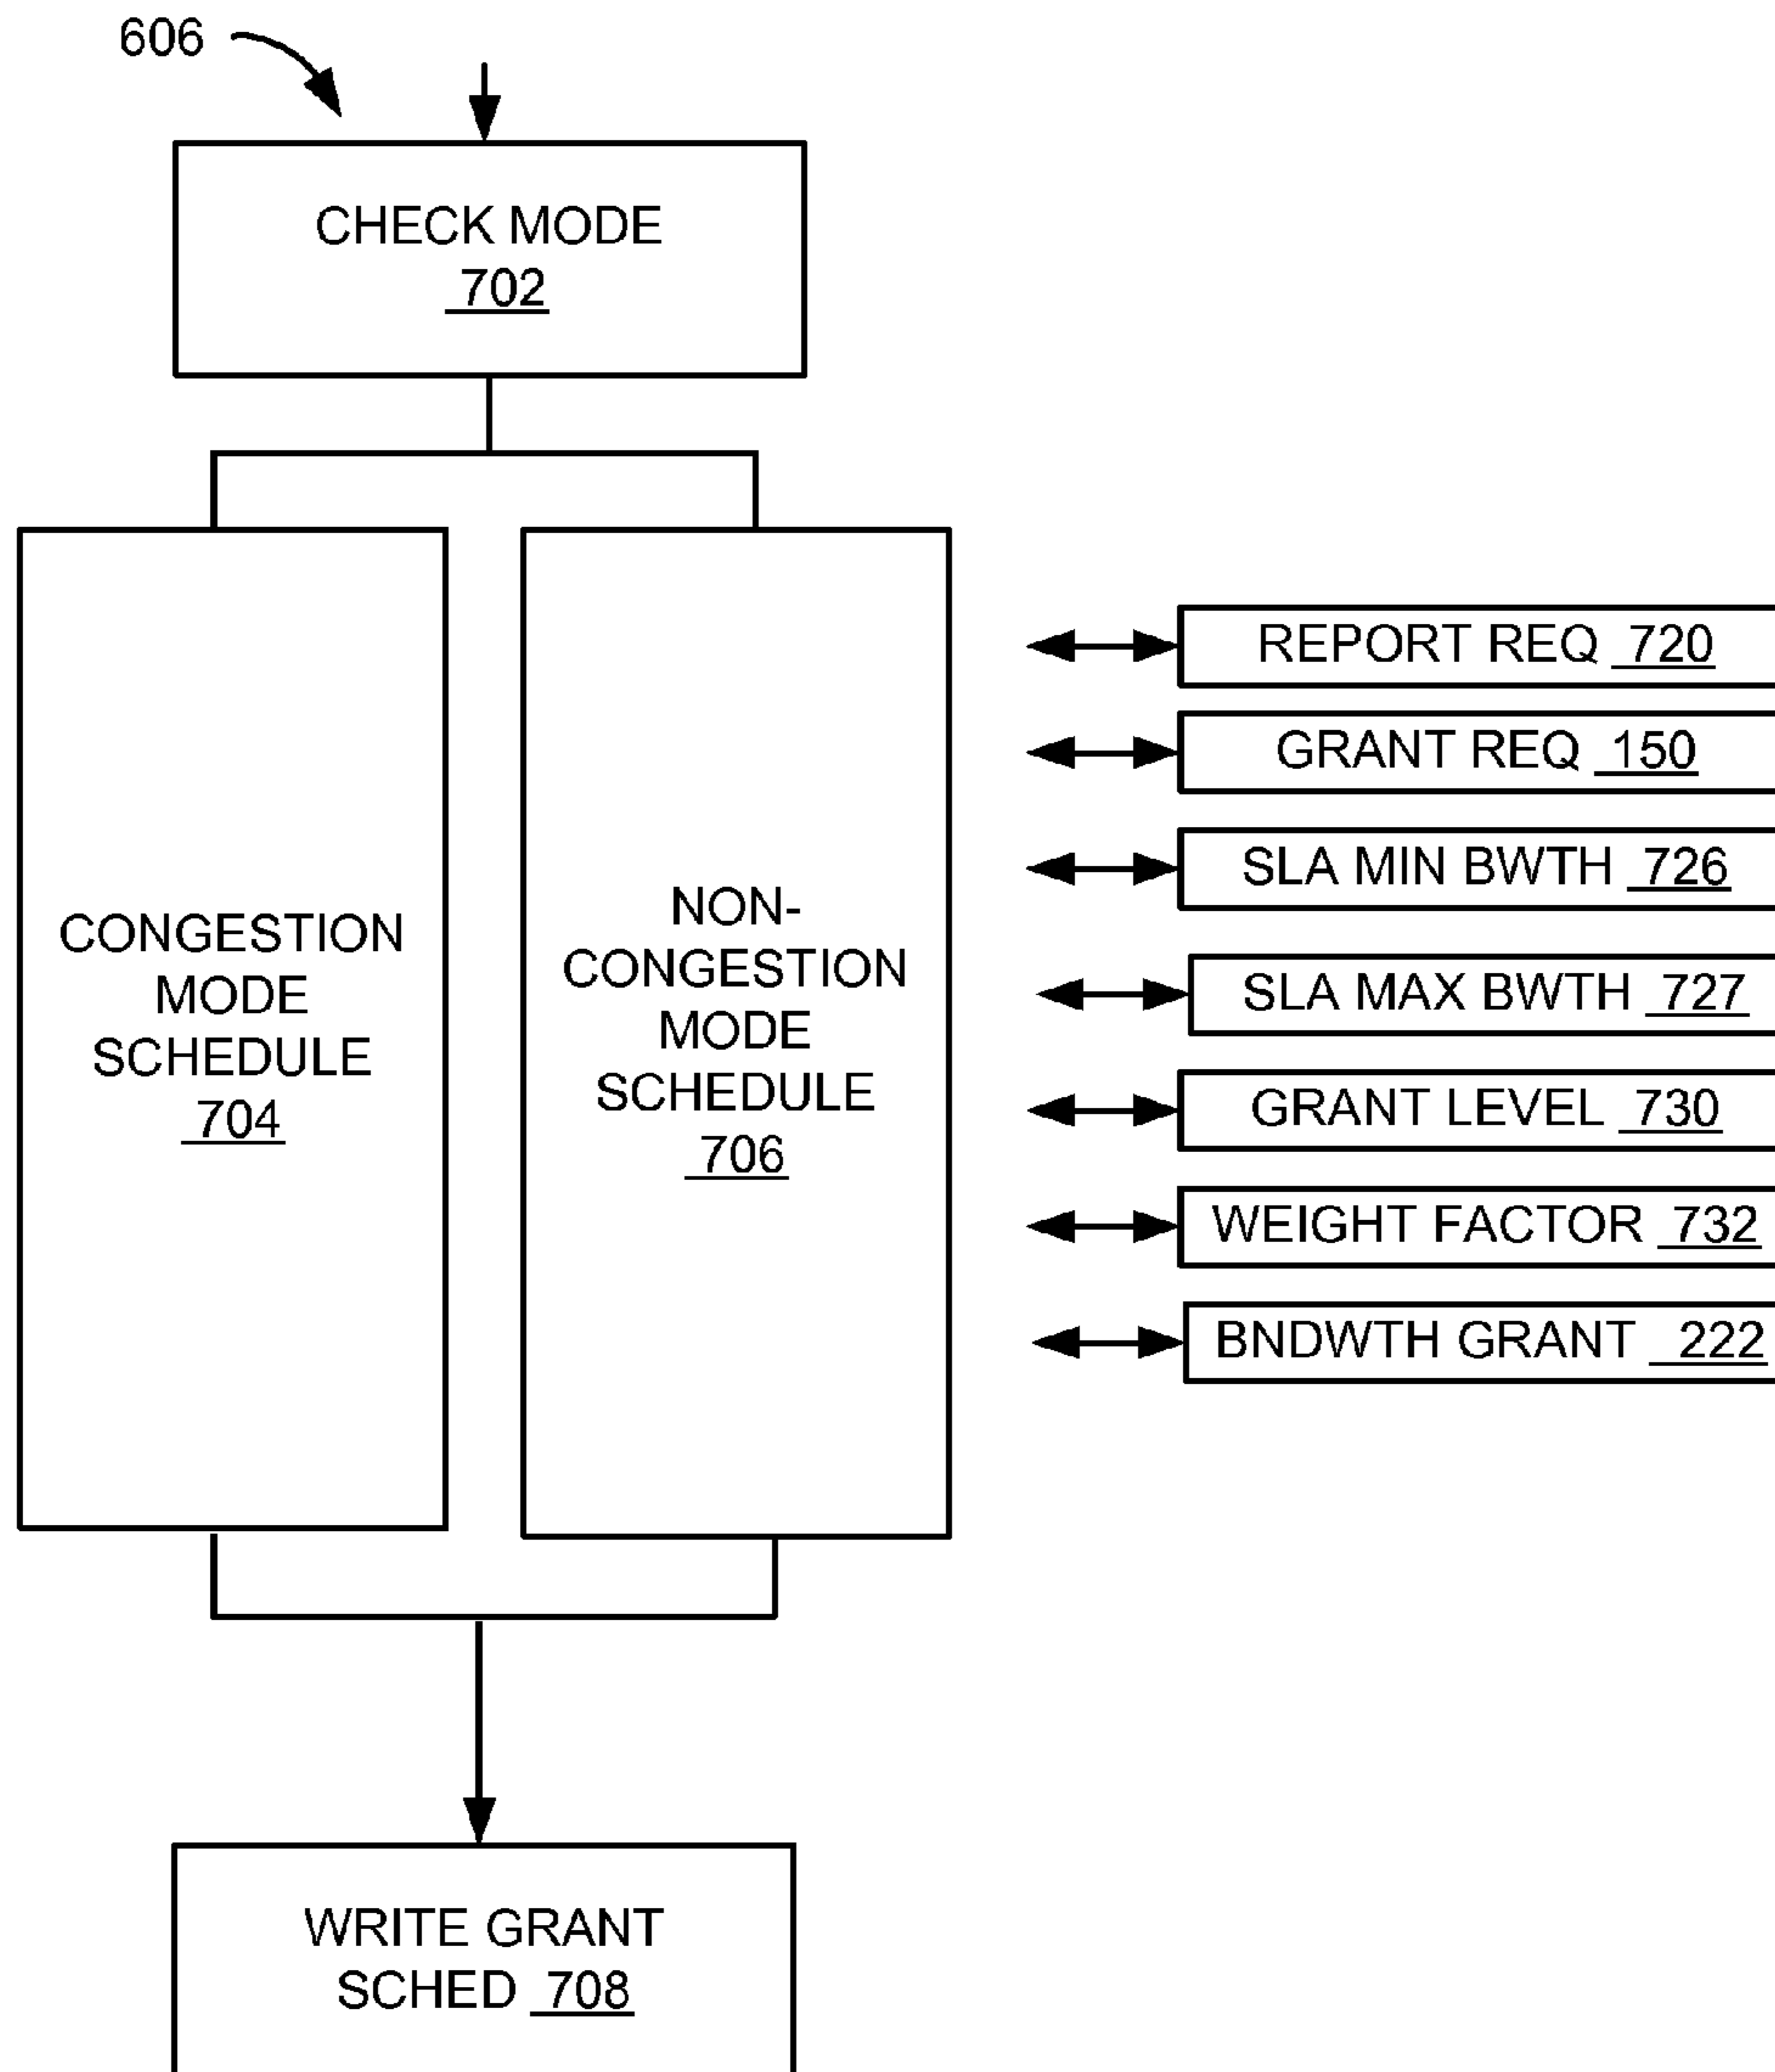 606
CHECK MODE
702
CONGESTION
MODE
SCHEDULE
704
NON-
CONGESTION
MODE
SCHEDULE
706
REPORT REQ 720
GRANT REQ 150
SLA MIN BWTH 726
SLA MAX BWTH 727
GRANT LEVEL 730
WEIGHT FACTOR 732
BNDWTH GRANT 222
WRITE GRANT
SCHED 708